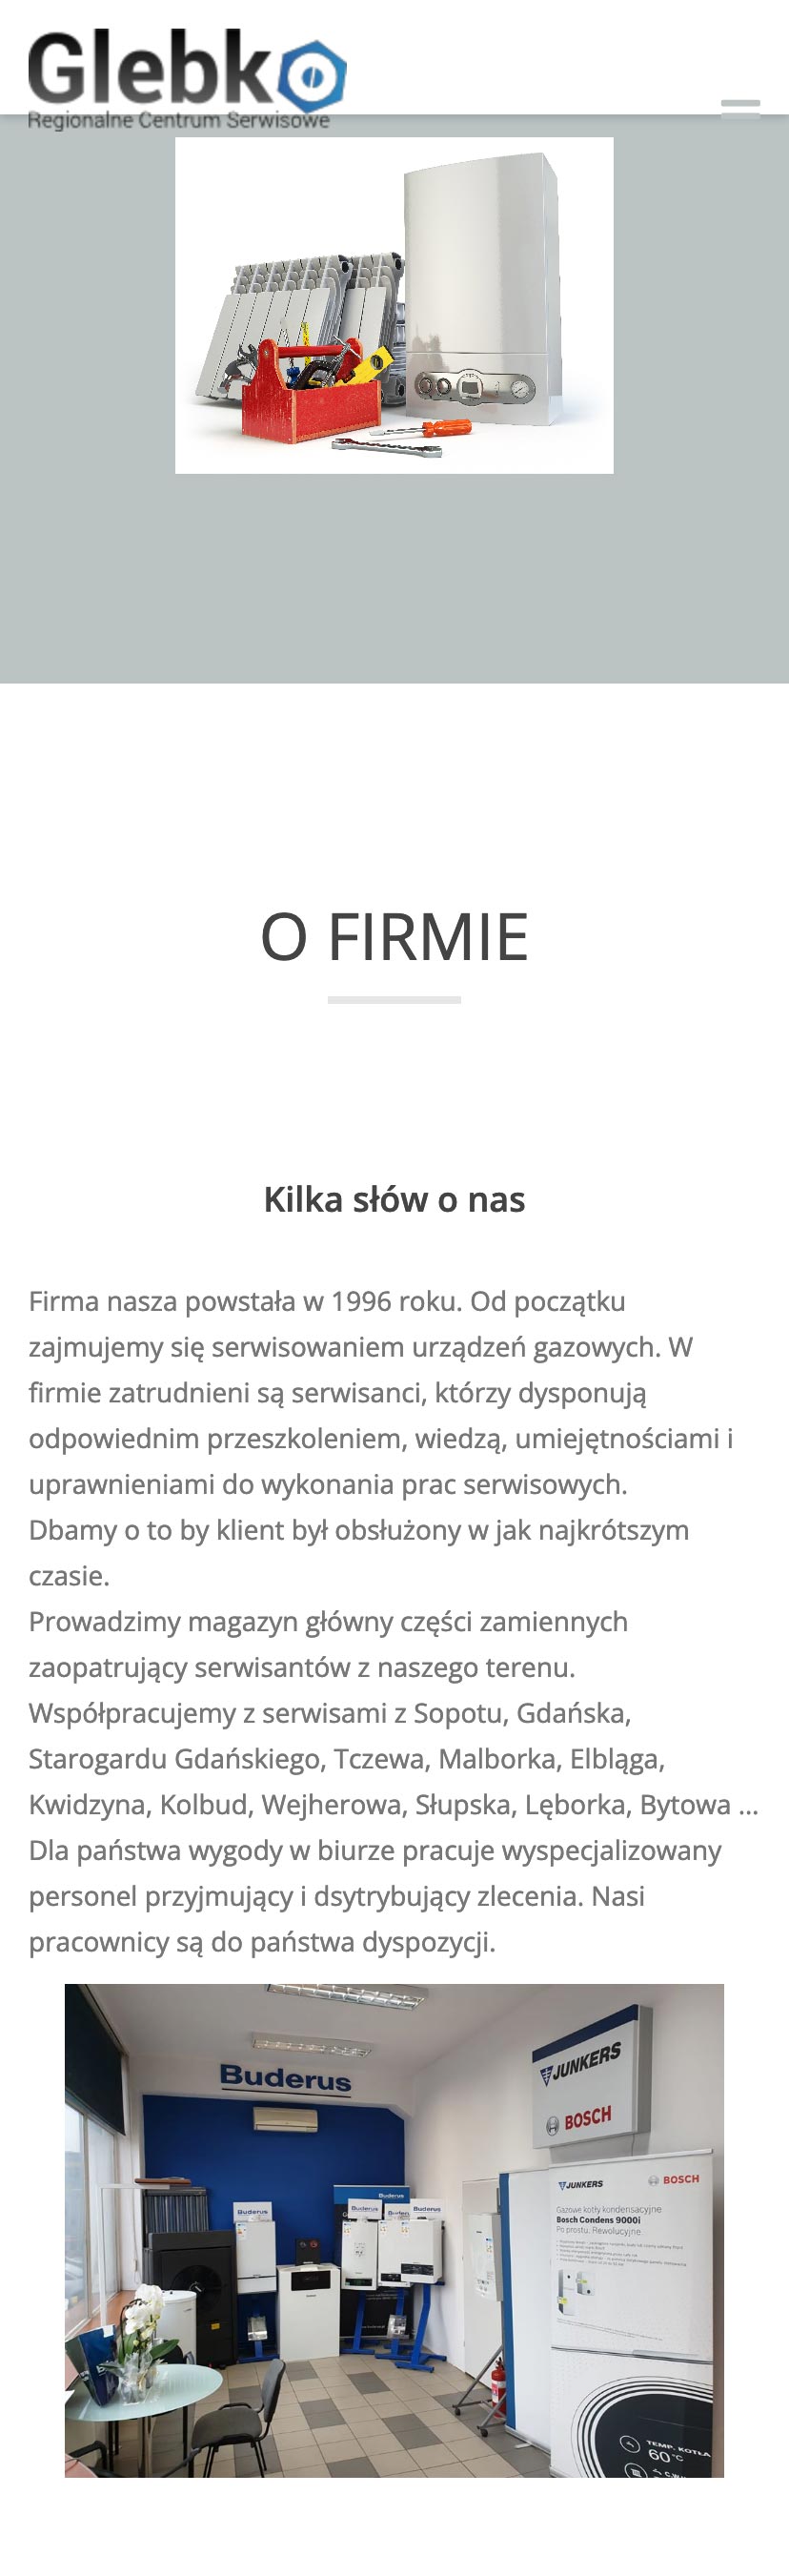 Glebko
Regionalne Centrum Serwisowe
O FIRMIE
Kilka słów o nas
Firma nasza powstała w 1996 roku. Od początku
zajmujemy się serwisowaniem urządzeń gazowych. W
firmie zatrudnieni są serwisanci, którzy dysponują
odpowiednim przeszkoleniem, wiedzą, umiejętnościami i
uprawnieniami do wykonania prac serwisowych.
Dbamy o to by klient był obsłużony w jak najkrótszym
czasie.
Prowadzimy magazyn główny części zamiennych
zaopatrujący serwisantów z naszego terenu.
Współpracujemy z serwisami z Sopotu, Gdańska,
Starogardu Gdańskiego, Tczewa, Malborka, Elbląga,
Kwidzyna, Kolbud, Wejherowa, Słupska, Lęborka, Bytowa ...
Dla państwa wygody w biurze pracuje wyspecjalizowany
personel przyjmujący i dsytrybujący zlecenia. Nasi
pracownicy są do państwa dyspozycji.
Buderus
JUNKERS
BOSCH
JUNKERS BOSCH
Buderus
Buderus
Buderus
Buderus
Gazowe kotły kondensacyjne
Bosch Condens 9000i
Po prostu. Rewolucyjne
TEMP. KOTŁA
60°C